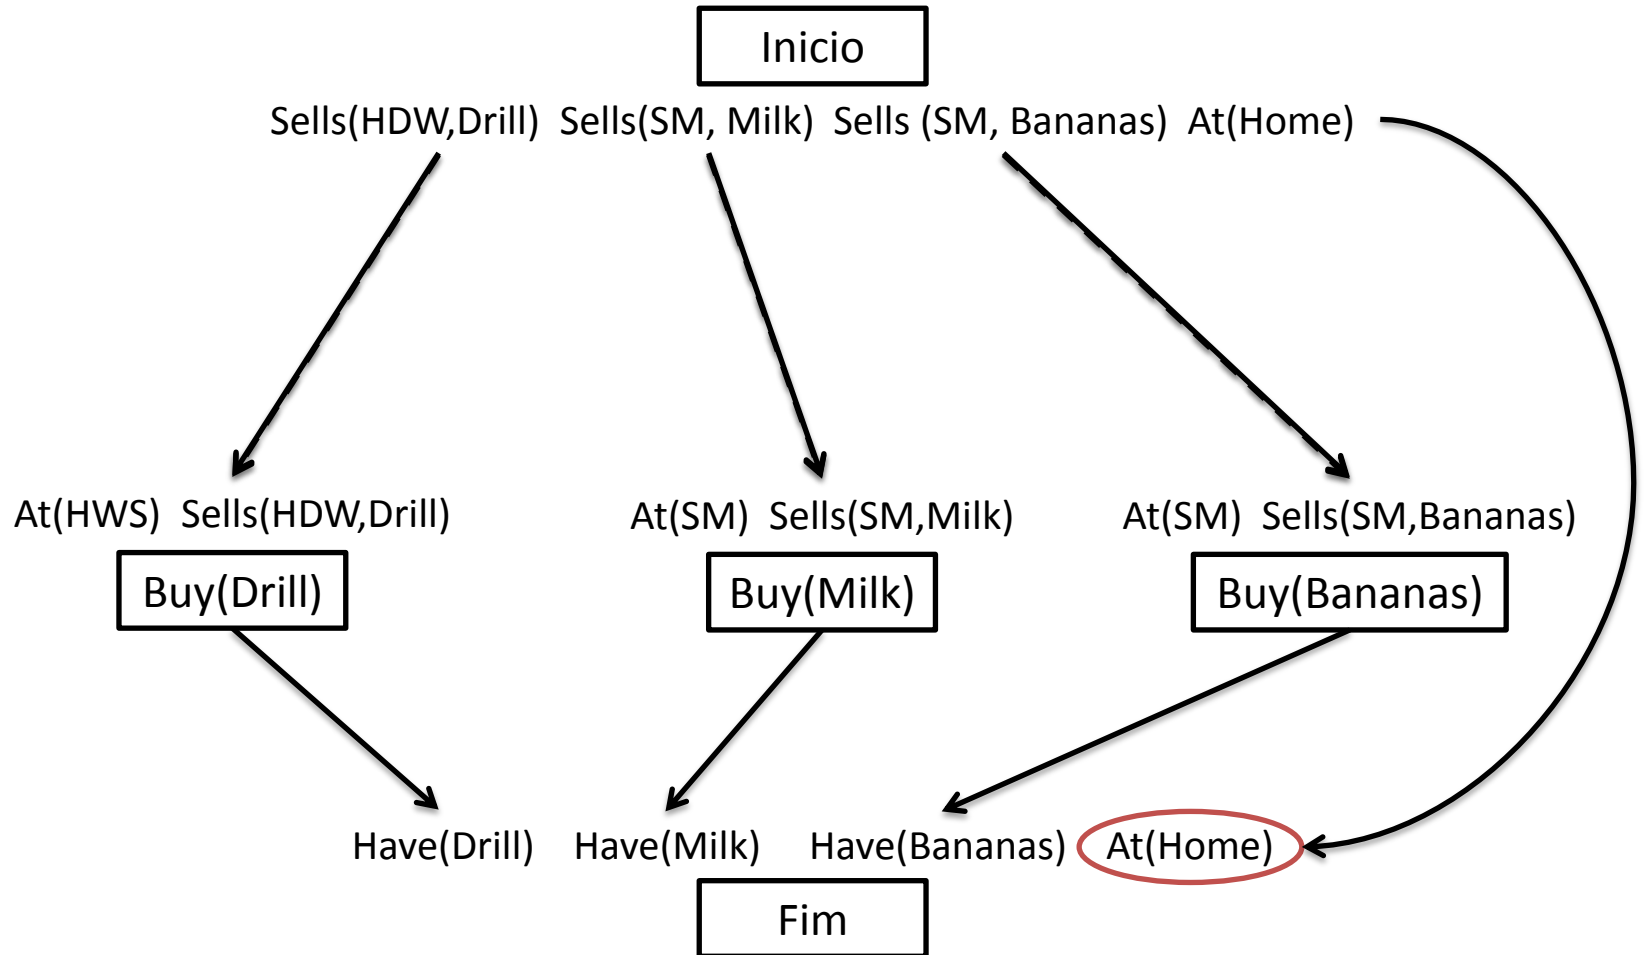 Inicio
Sells(HDW,Drill) Sells(SM, Milk) Sells (SM, Bananas) At(Home)
At(HWS) Sells(HDW,Drill) At(SM) Sells(SM,Milk) At(SM) Sells(SM,Bananas)
Buy(Drill) Buy(Milk) Buy(Bananas)
Have(Drill) Have(Milk) Have(Bananas) At(Home)
Fim